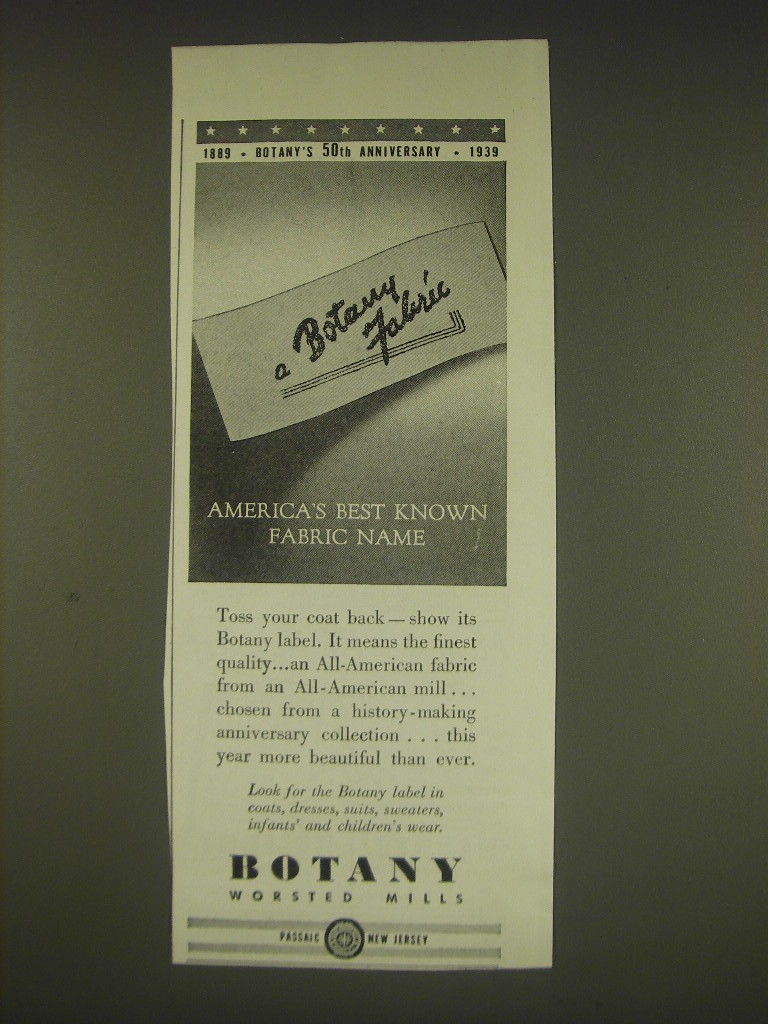 1889 • BOTANY'S 50th ANNIVERSARY • 1939
a Botany
Fabric
AMERICA'S BEST KNOWN
FABRIC NAME
Toss your coat back — show its
Botany label. It means the finest
quality...an All-American fabric
from an All-American mill . . .
chosen from a history-making
anniversary collection . . . this
year more beautiful than ever.
Look for the Botany label in
coats, dresses, suits, sweaters,
infants' and children's wear.
BOTANY
WORSTED MILLS
PASSAIC NEW JERSEY